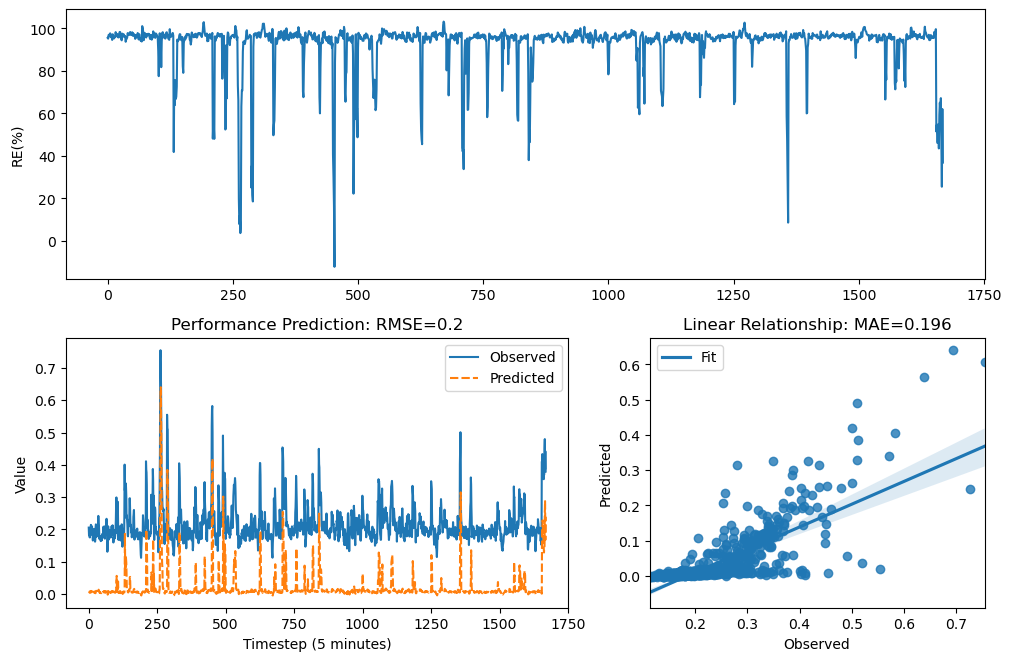 100
80
60
40
20
0
RE(%)
0 250 500 750 1000 1250 1500 1750
Performance Prediction: RMSE=0.2
Observed
Predicted
0.7
0.6
0.5
0.4
0.3
0.2
0.1
0.0
Value
0 250 500 750 1000 1250 1500 1750
Timestep (5 minutes)
Linear Relationship: MAE=0.196
Fit
0.6
0.5
0.4
0.3
0.2
0.1
0.0
Predicted
0.2 0.3 0.4 0.5 0.6 0.7
Observed